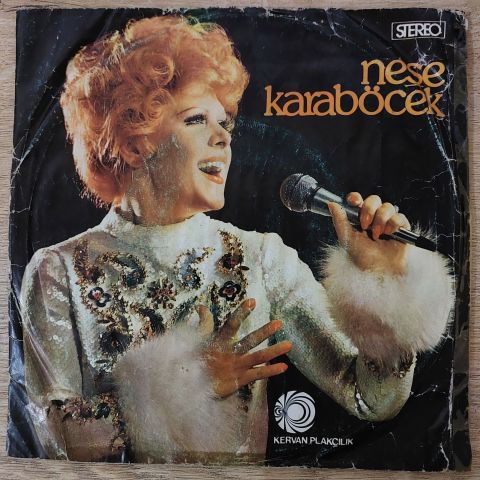 STEREO
neşe
karaböcek
KERVAN PLAKÇILIK